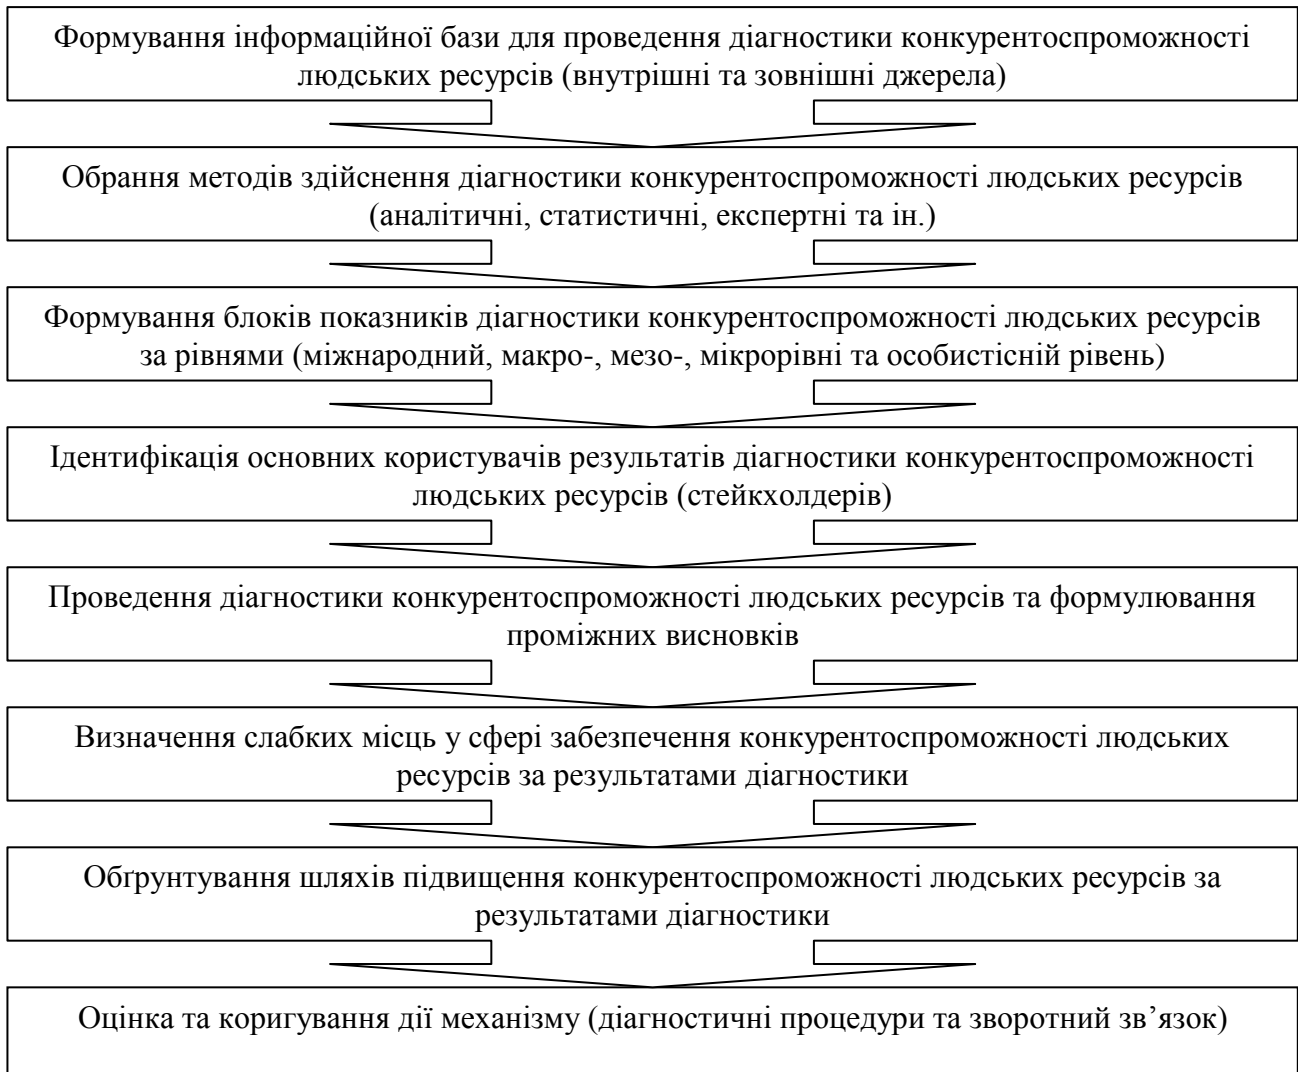 Формування інформаційної бази для проведення діагностики конкурентоспроможності
людських ресурсів (внутрішні та зовнішні джерела)
Обрання методів здійснення діагностики конкурентоспроможності людських ресурсів
(аналітичні, статистичні, експертні та ін.)
Формування блоків показників діагностики конкурентоспроможності людських ресурсів
за рівнями (міжнародний, макро-, мезо-, мікрорівні та особистісній рівень)
Ідентифікація основних користувачів результатів діагностики конкурентоспроможності
людських ресурсів (стейкхолдерів)
Проведення діагностики конкурентоспроможності людських ресурсів та формулювання
проміжних висновків
Визначення слабких місць у сфері забезпечення конкурентоспроможності людських
ресурсів за результатами діагностики
Обґрунтування шляхів підвищення конкурентоспроможності людських ресурсів за
результатами діагностики
Оцінка та коригування дії механізму (діагностичні процедури та зворотний зв’язок)